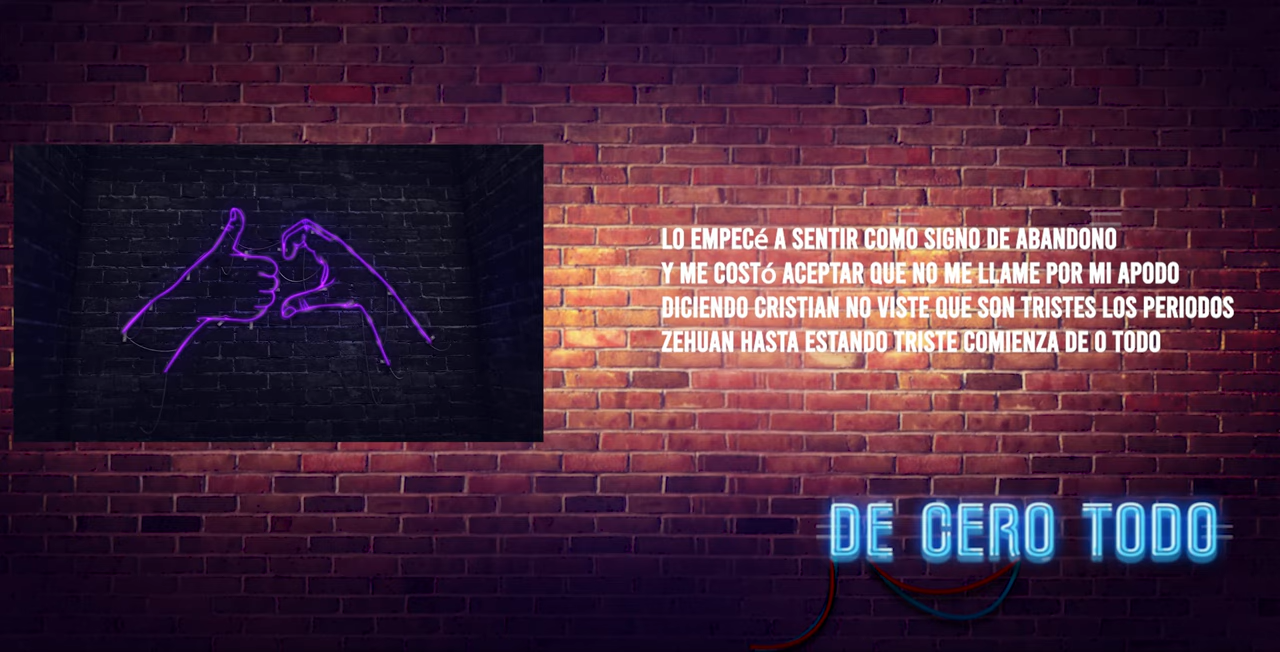 LO EMPECé A SENTIR COMO SIGNO DE ABANDONO
Y ME COSTó ACEPTAR QUE NO ME LLAME POR MI APODO
DICIENDO CRISTIAN NO VISTE QUE SON TRISTES LOS PERIODOS
ZEHUAN HASTA ESTANDO TRISTE COMIENZA DE 0 TODO
DE CERO TODO